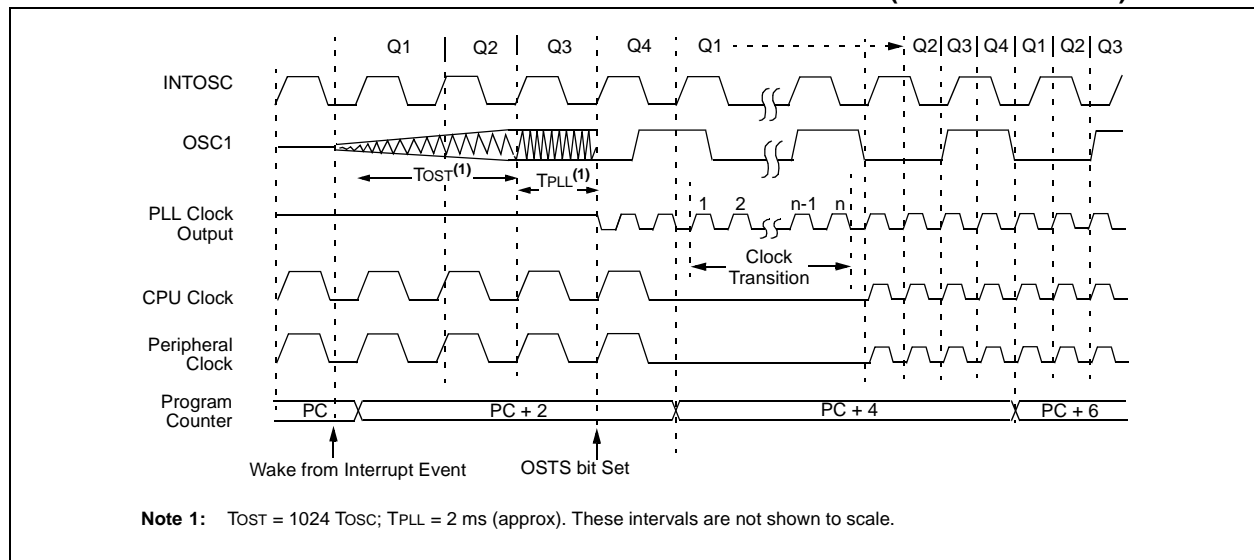 Q1 Q2 Q3 Q4 Q1 Q2 Q3 Q4 Q1 Q2 Q3
INTOSC
OSC1
TOST(1) TPLL(1)
1 2 n-1 n
PLL Clock
Output
Clock
Transition
CPU Clock
Peripheral
Clock
Program
Counter
PC PC + 2 PC + 4 PC + 6
Wake from Interrupt Event OSTS bit Set
Note 1: TOST = 1024 TOSC; TPLL = 2 ms (approx). These intervals are not shown to scale.